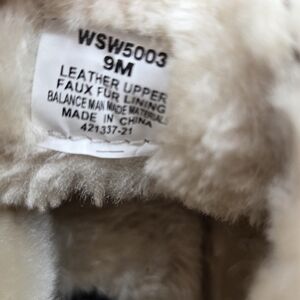 WSW5003
9M
LEATHER UPPER
FAUX FUR LINING
BALANCE MAN MADE MATERIALS
MADE IN CHINA
421337-21